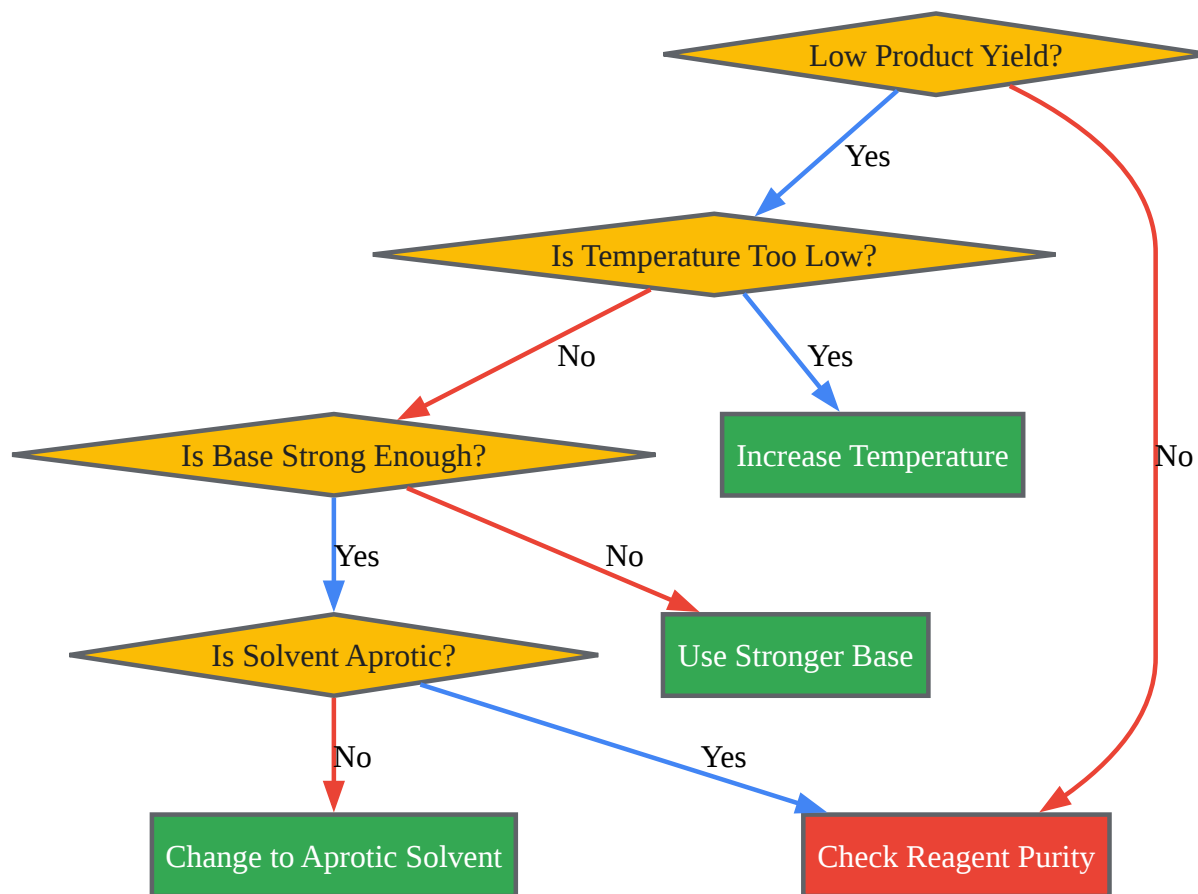 Low Product Yield?
Yes
Is Temperature Too Low?
No
Yes
Is Base Strong Enough?
Increase Temperature
No
Yes
No
Is Solvent Aprotic?
Use Stronger Base
No
Yes
Change to Aprotic Solvent
Check Reagent Purity